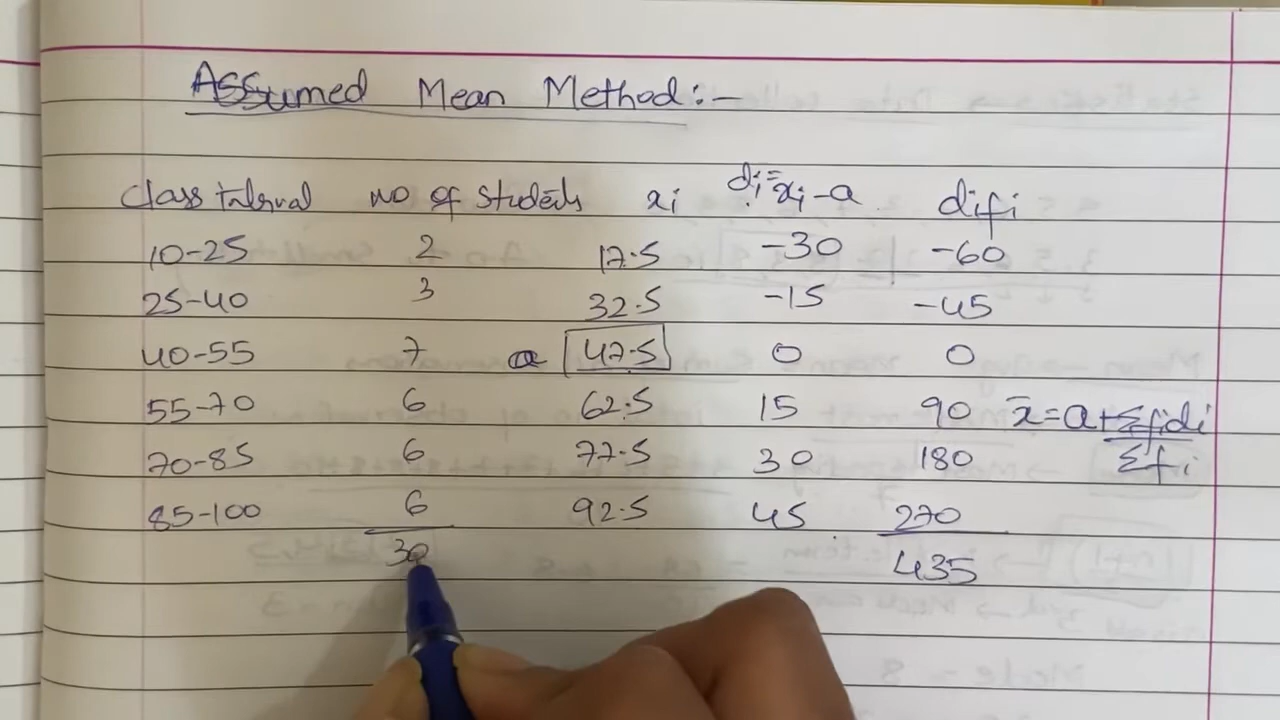 Assumed Mean Method:-
Class Interval no of students xi di=xi-a difi
10-25 2 17.5 -30 -60
25-40 3 32.5 -15 -45
40-55 7 a 47.5 0 0
55-70 6 62.5 15 90 x̄=a+Σfidi
70-85 6 77.5 30 180 Σfi
85-100 6 92.5 45 270
30 435